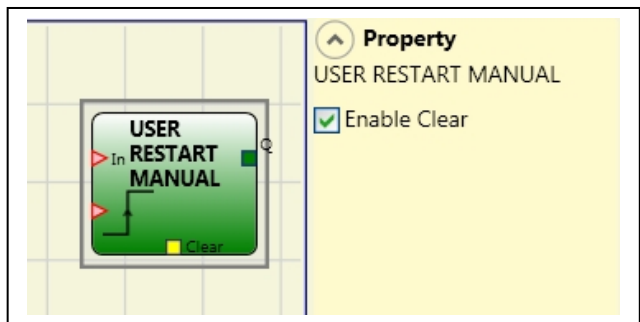 USER
In RESTART Q
MANUAL
Clear
Property
USER RESTART MANUAL
Enable Clear